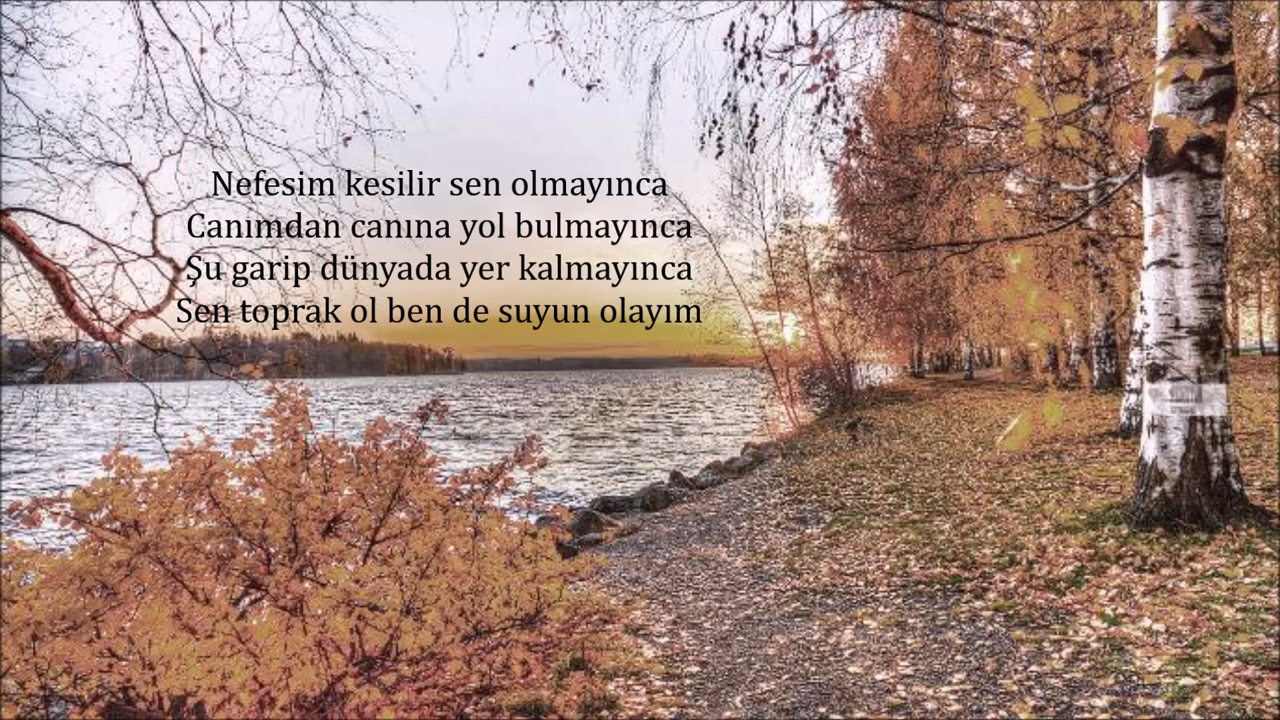 Nefesim kesilir sen olmayınca
Canımdan canına yol bulmayınca
Şu garip dünyada yer kalmayınca
Sen toprak ol ben de suyun olayım